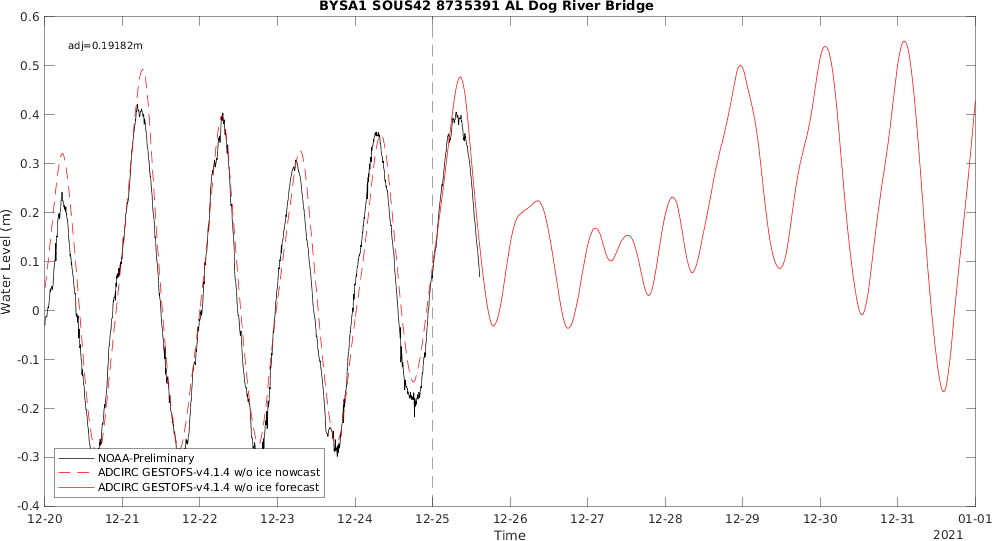 BYSA1 SOUS42 8735391 AL Dog River Bridge
adj=0.19182m
0.6
0.5
0.4
0.3
0.2
0.1
0
-0.1
-0.2
-0.3
-0.4
Water Level (m)
NOAA-Preliminary
ADCIRC GESTOFS-v4.1.4 w/o ice nowcast
ADCIRC GESTOFS-v4.1.4 w/o ice forecast
12-20 12-21 12-22 12-23 12-24 12-25 12-26 12-27 12-28 12-29 12-30 12-31 01-01
Time
2021